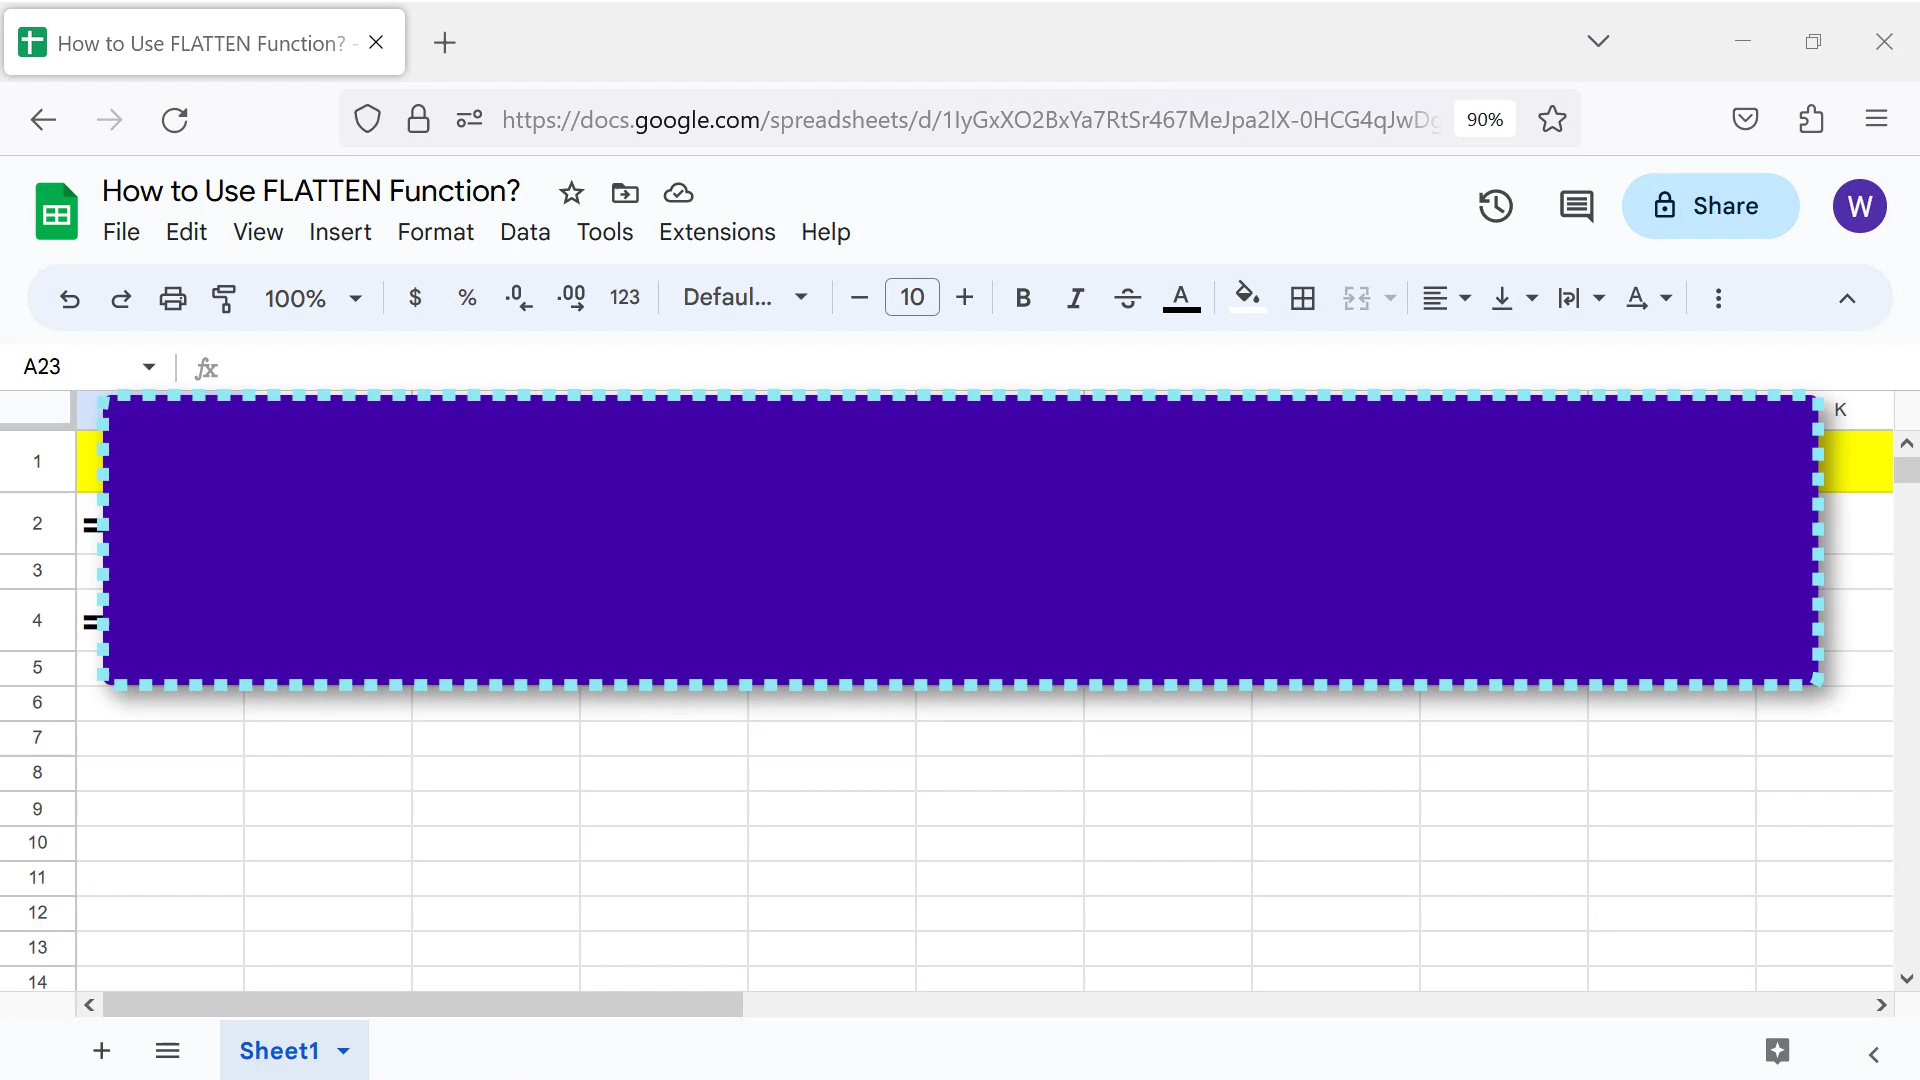 How to Use FLATTEN Function? -
https://docs.google.com/spreadsheets/d/1IyGxXO2BxYa7RtSr467MeJpa2lX-0HCG4qJwDg
90%
How to Use FLATTEN Function?
Share
W
File Edit View Insert Format Data Tools Extensions Help
100% $ % .0 .00 123 Defaul... 10 B I S A A
A23 fx
K
1
2 =
3
4 =
5
6
7
8
9
10
11
12
13
14
Sheet1